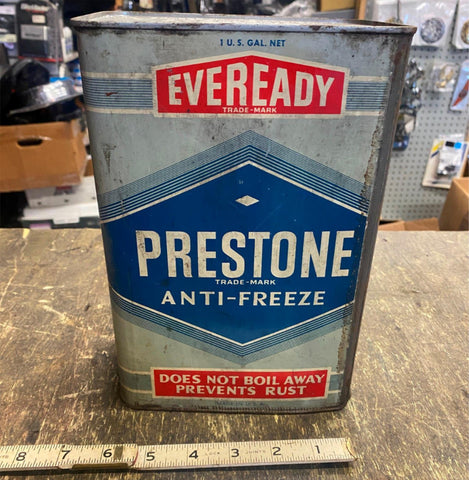 1 U.S. GAL. NET
EVEREADY
TRADE-MARK
PRESTONE
TRADE-MARK
ANTI-FREEZE
DOES NOT BOIL AWAY
PREVENTS RUST
8 7 6 5 4 3 2 1